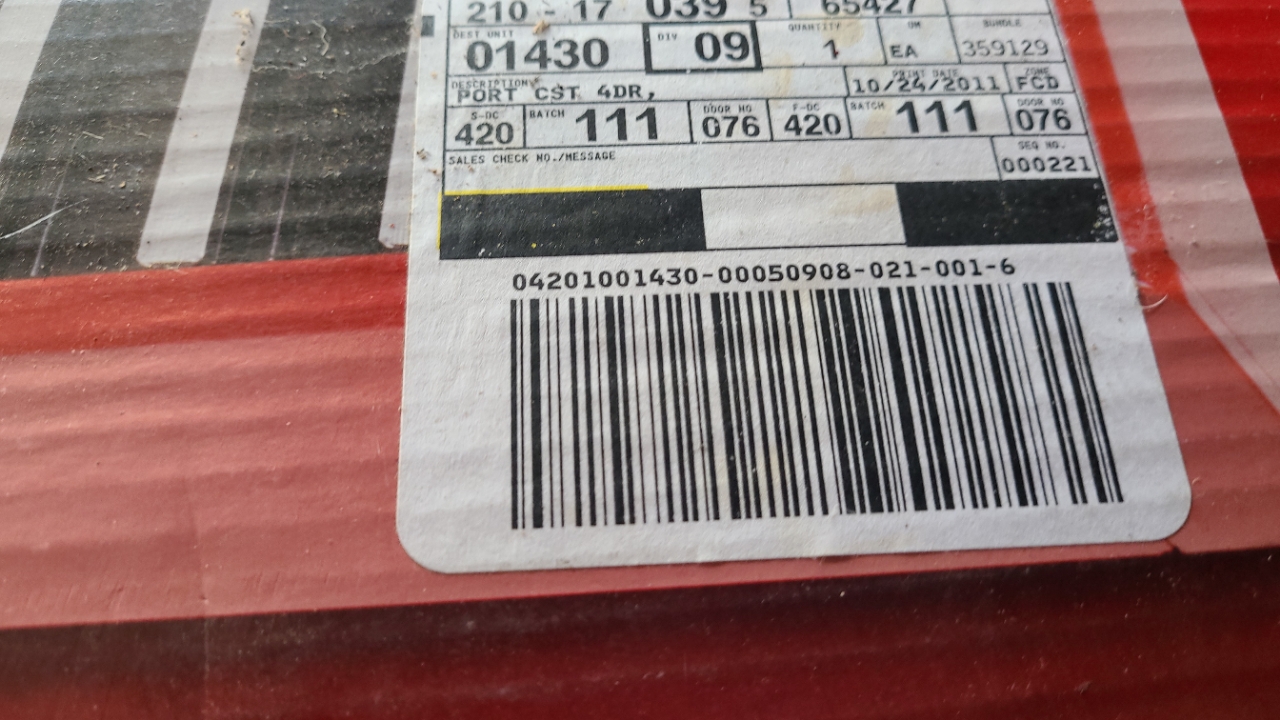 210 - 17 039 5 65427
DEST UNIT DIV QUANTITY UM BUNDLE
01430 09 1 EA 359129
DESCRIPTION PRINT DATE ZONE
PORT CST 4DR, 10/24/2011 FCD
S-DC BATCH DOOR NO F-DC BATCH DOOR NO
420 111 076 420 111 076
SALES CHECK NO./MESSAGE SEQ NO.
000221
04201001430-00050908-021-001-6